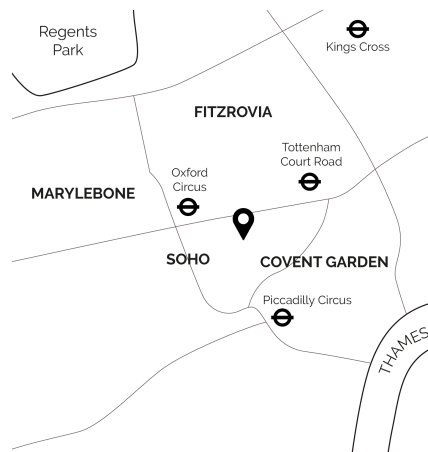 Regents
Park
Kings Cross
FITZROVIA
Tottenham
Court Road
Oxford
Circus
MARYLEBONE
SOHO
COVENT GARDEN
Piccadilly Circus
THAMES